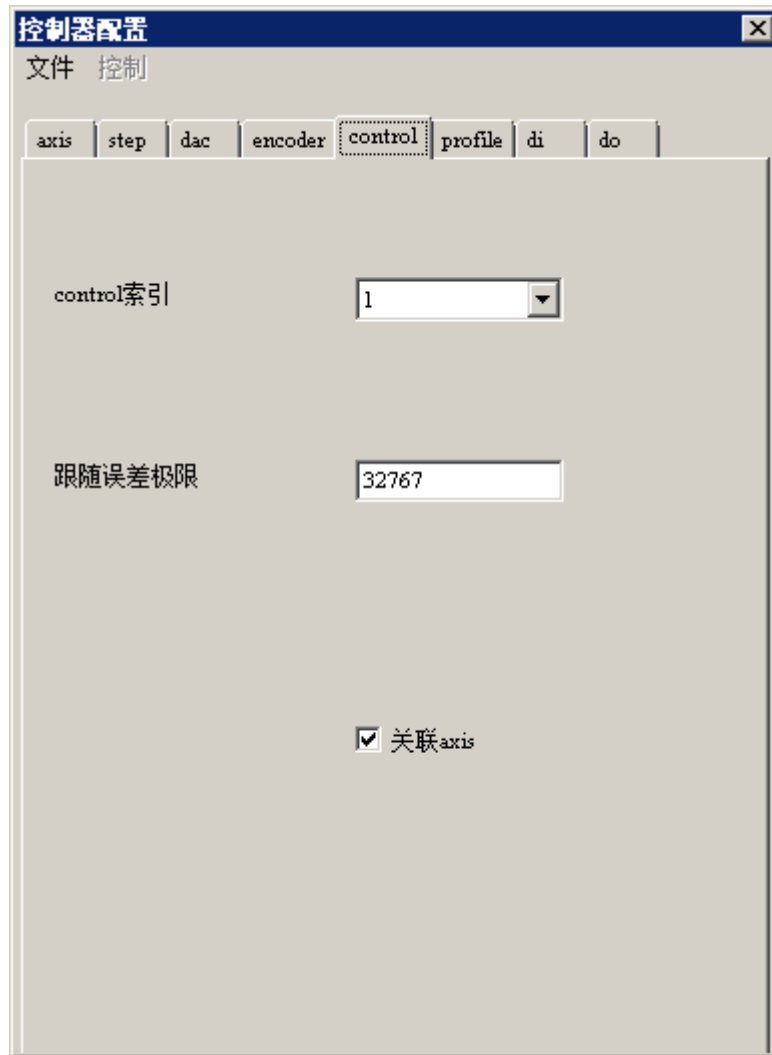 控制器配置
文件 控制
axis step dac encoder control profile di do
control索引 1
跟随误差极限 32767
关联axis